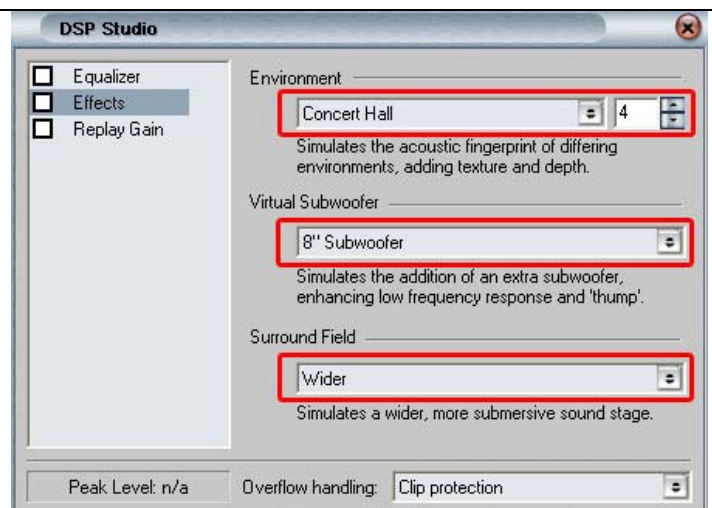 DSP Studio
Equalizer
Effects
Replay Gain
Environment
Concert Hall 4
Simulates the acoustic fingerprint of differing
environments, adding texture and depth.
Virtual Subwoofer
8" Subwoofer
Simulates the addition of an extra subwoofer,
enhancing low frequency response and 'thump'.
Surround Field
Wider
Simulates a wider, more submersive sound stage.
Peak Level: n/a
Overflow handling: Clip protection